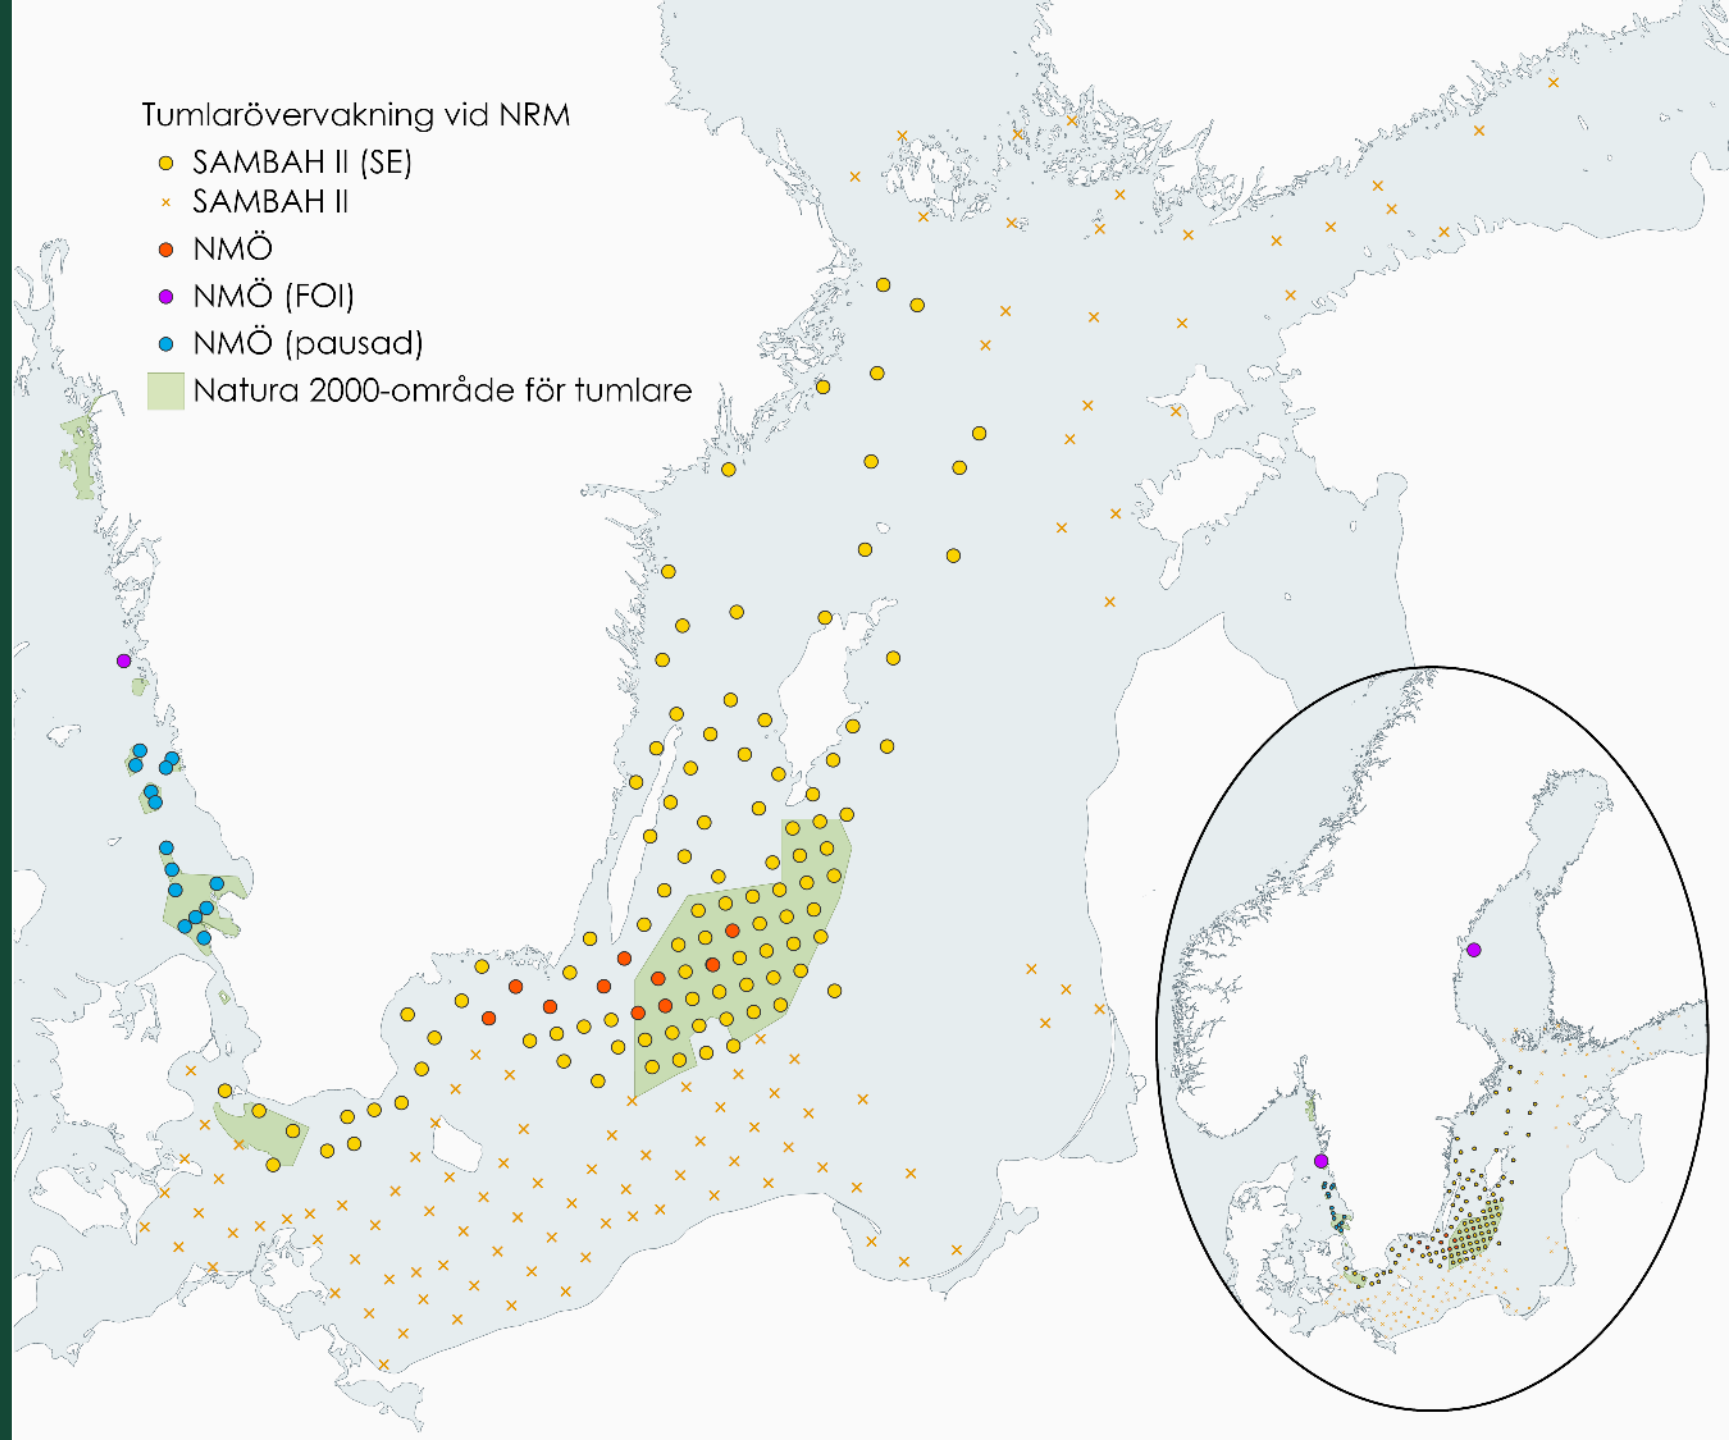 Tumlarövervakning vid NRM
SAMBAH II (SE)
SAMBAH II
NMÖ
NMÖ (FOI)
NMÖ (pausad)
Natura 2000-område för tumlare